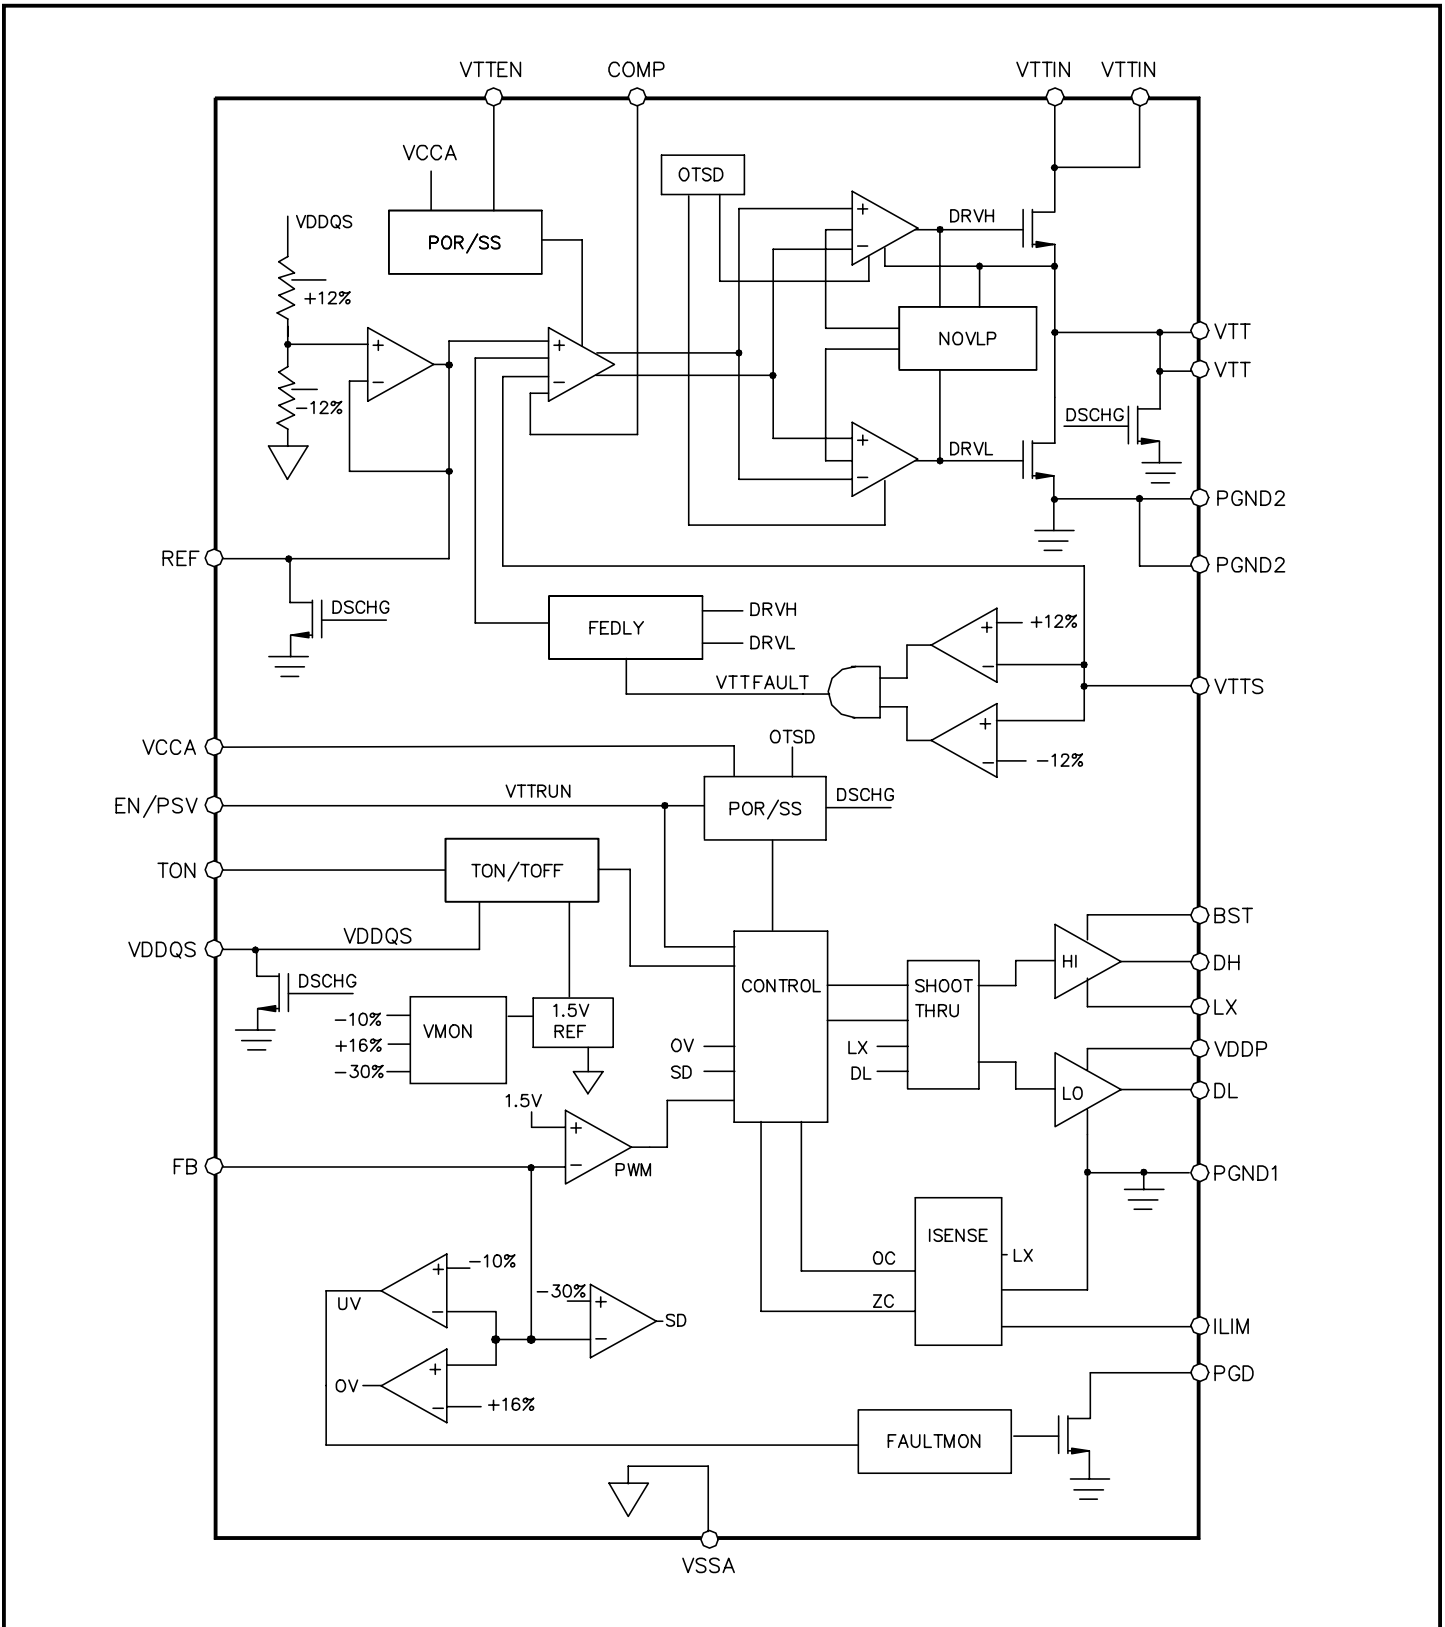 VTTEN COMP VTTIN VTTIN
VCCA
OTSD
VDDQS
POR/SS
DRVH
+12%
+
−
+
−
+
−
NOVLP
VTT
VTT
−12%
DSCHG
+
−
DRVL
PGND2
REF
PGND2
DSCHG
FEDLY
DRVH
DRVL
+12%
+
−
VTTFAULT
VTTS
+
−
−12%
VCCA
OTSD
EN/PSV
VTTRUN
POR/SS
DSCHG
TON
TON/TOFF
BST
VDDQS
VDDQS
HI
DH
DSCHG
CONTROL
SHOOT
THRU
LX
−10%
+16%
−30%
VMON
1.5V
REF
OV
SD
LX
DL
VDDP
LO
DL
1.5V
+
−
PWM
FB
PGND1
ISENSE
OC
LX
ZC
−10%
+
−
UV
−30%
+
−
SD
ILIM
OV
+
−
+16%
PGD
FAULTMON
VSSA